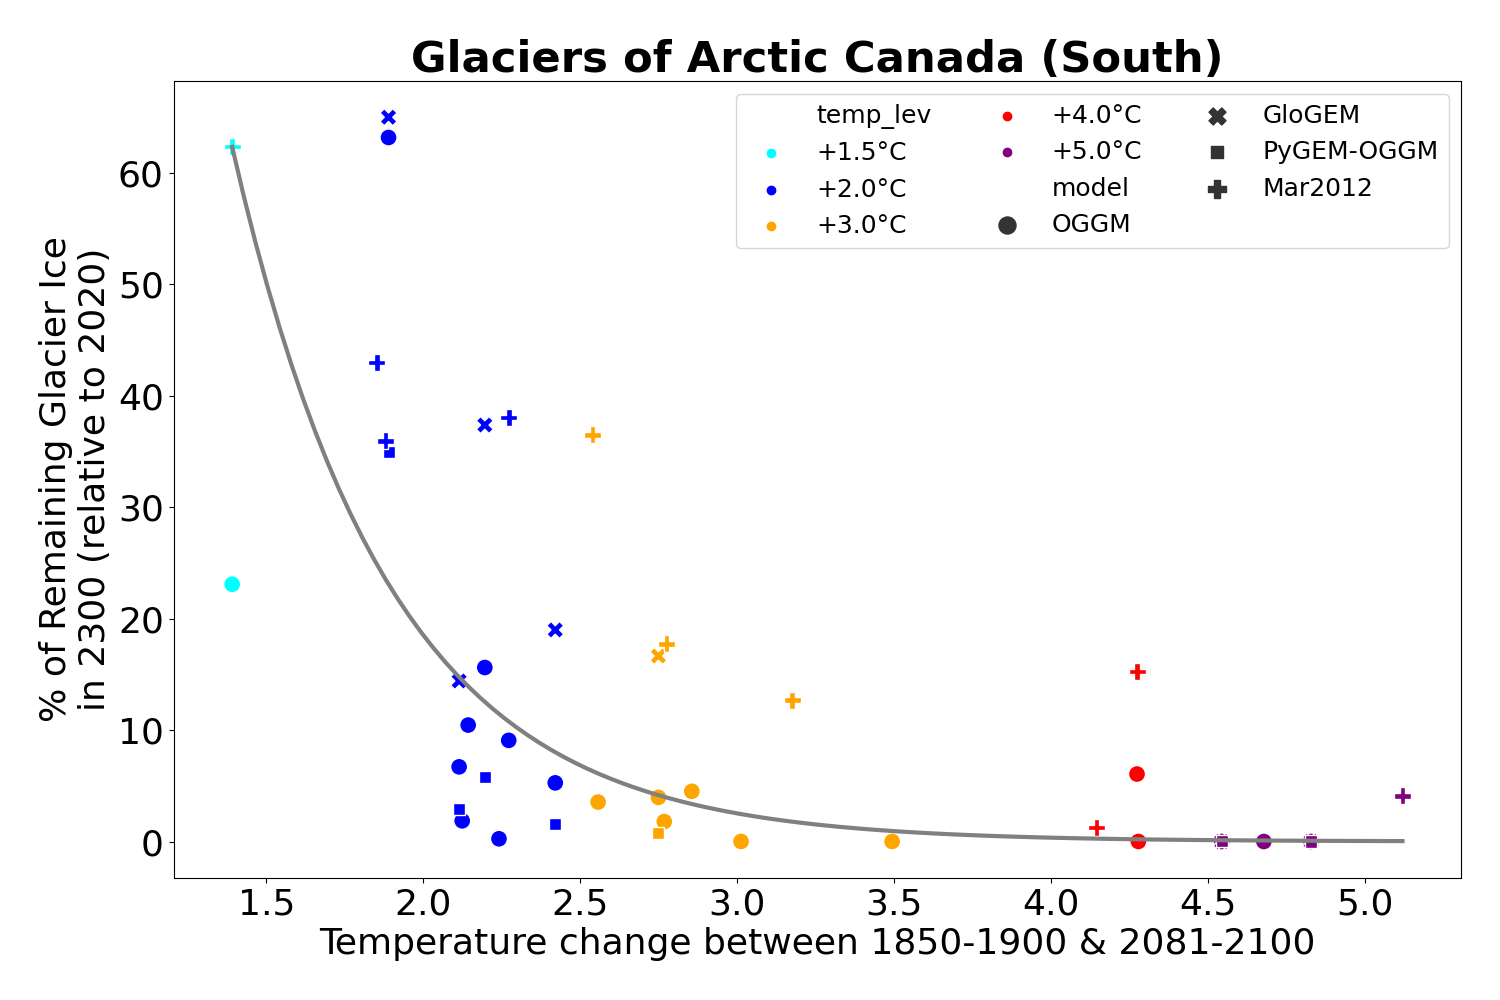 Glaciers of Arctic Canada (South)
temp_lev
+1.5°C
+2.0°C
+3.0°C
+4.0°C
+5.0°C
model
OGGM
GloGEM
PyGEM-OGGM
Mar2012
% of Remaining Glacier Ice
in 2300 (relative to 2020)
60
50
40
30
20
10
0
1.5 2.0 2.5 3.0 3.5 4.0 4.5 5.0
Temperature change between 1850-1900 & 2081-2100